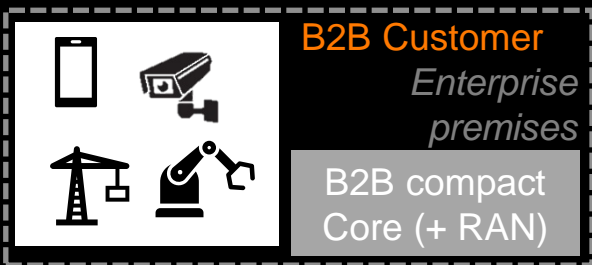 B2B Customer
Enterprise
premises
B2B compact
Core (+ RAN)